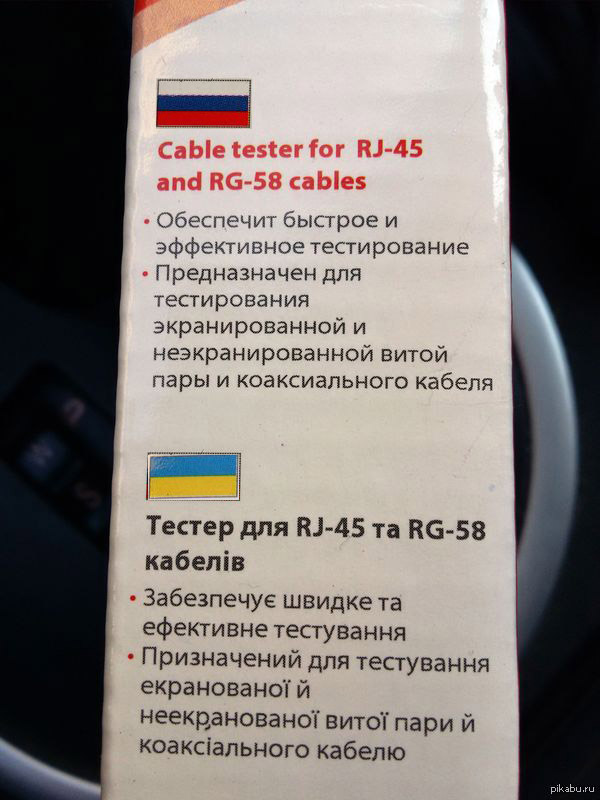 Cable tester for RJ-45
and RG-58 cables
• Обеспечит быстрое и
эффективное тестирование
• Предназначен для
тестирования
экранированной и
неэкранированной витой
пары и коаксиального кабеля
Тестер для RJ-45 та RG-58
кабелів
• Забезпечує швидке та
ефективне тестування
• Призначений для тестування
екранованої й
неекранованої витої пари й
коаксіального кабелю
pikabu.ru